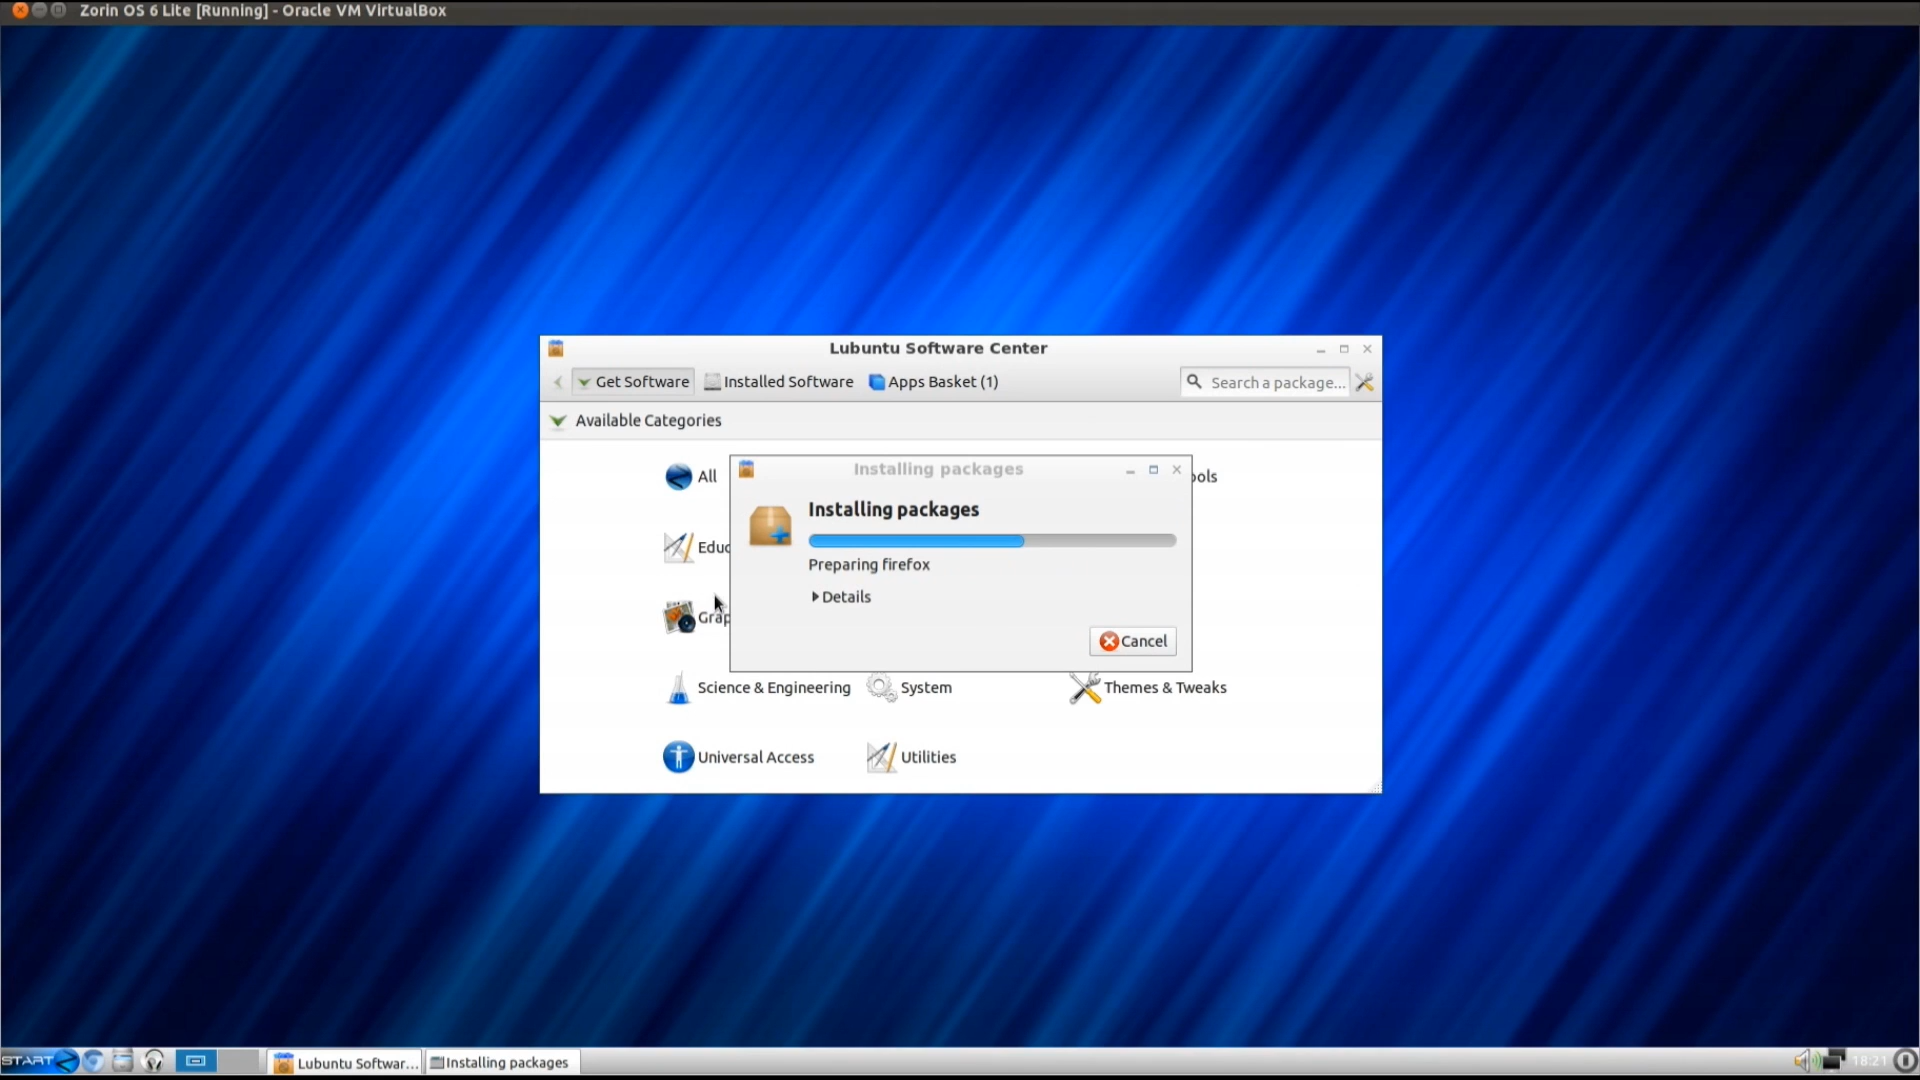 Zorin OS 6 Lite [Running] - Oracle VM VirtualBox
Lubuntu Software Center
Get Software Installed Software Apps Basket (1) Search a package...
Available Categories
All
Installing packages
ools
Installing packages
Educ
Preparing firefox
Details
Grap
Cancel
Science & Engineering System Themes & Tweaks
Universal Access Utilities
START Lubuntu Softwar... Installing packages 18:21